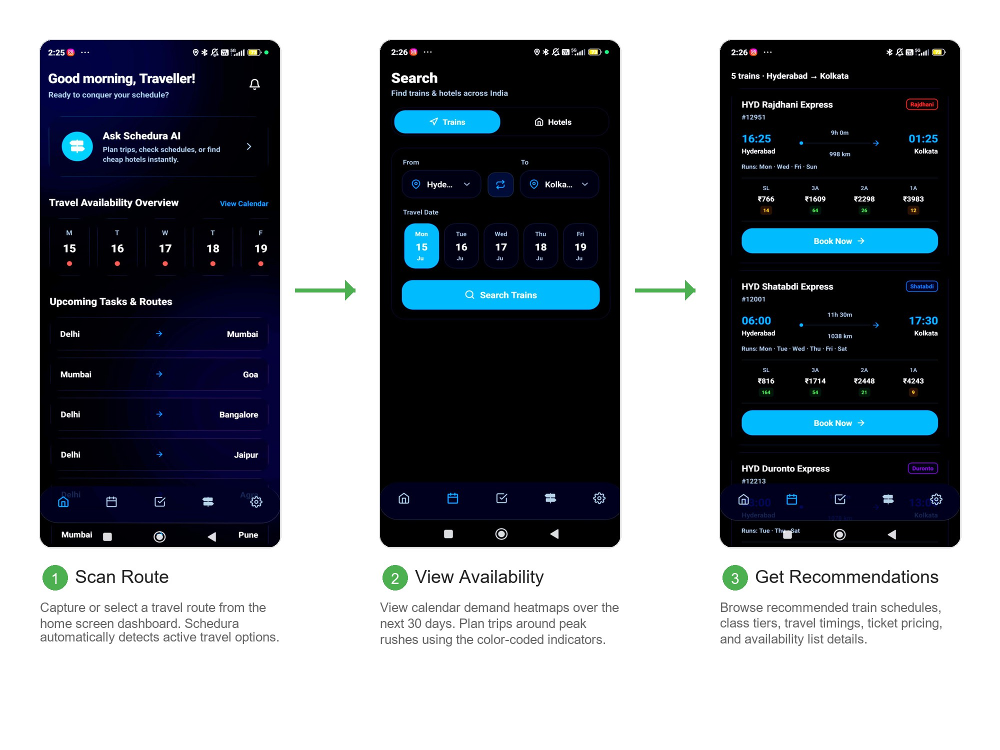 2:25
Good morning, Traveller!
Ready to conquer your schedule?
Ask Schedura AI
Plan trips, check schedules, or find
cheap hotels instantly.
Travel Availability Overview
View Calendar
M T W T F
15 16 17 18 19
Upcoming Tasks & Routes
Delhi → Mumbai
Mumbai → Goa
Delhi → Bangalore
Delhi → Jaipur
Delhi Agra
Mumbai Pune
1 Scan Route
Capture or select a travel route from the
home screen dashboard. Schedura
automatically detects active travel options.
2:26
Search
Find trains & hotels across India
Trains Hotels
From To
Hyde... Kolka...
Travel Date
Mon Tue Wed Thu Fri
15 16 17 18 19
Ju Ju Ju Ju Ju
Search Trains
2 View Availability
View calendar demand heatmaps over the
next 30 days. Plan trips around peak
rushes using the color-coded indicators.
2:26
5 trains · Hyderabad → Kolkata
HYD Rajdhani Express Rajdhani
#12951
9h 0m
16:25 01:25
Hyderabad Kolkata
998 km
Runs: Mon · Wed · Fri · Sun
SL 3A 2A 1A
₹766 ₹1609 ₹2298 ₹3983
14 64 26 12
Book Now →
HYD Shatabdi Express Shatabdi
#12001
11h 30m
06:00 17:30
Hyderabad Kolkata
1038 km
Runs: Mon · Tue · Wed · Thu · Fri · Sat
SL 3A 2A 1A
₹816 ₹1714 ₹2448 ₹4243
164 54 21 9
Book Now →
HYD Duronto Express Duronto
#12213
Hyderabad Kolkata
Runs: Tue · Thu · Sat
3 Get Recommendations
Browse recommended train schedules,
class tiers, travel timings, ticket pricing,
and availability list details.